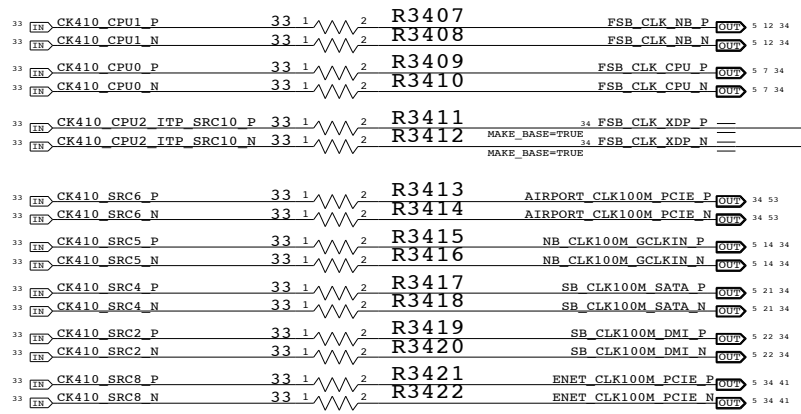 33 IN CK410_CPU1_P 33 1 2 R3407 FSB_CLK_NB_P OUT 5 12 34
33 IN CK410_CPU1_N 33 1 2 R3408 FSB_CLK_NB_N OUT 5 12 34
33 IN CK410_CPU0_P 33 1 2 R3409 FSB_CLK_CPU_P OUT 5 7 34
33 IN CK410_CPU0_N 33 1 2 R3410 FSB_CLK_CPU_N OUT 5 7 34
33 IN CK410_CPU2_ITP_SRC10_P 33 1 2 R3411 34 FSB_CLK_XDP_P
MAKE_BASE=TRUE
33 IN CK410_CPU2_ITP_SRC10_N 33 1 2 R3412 34 FSB_CLK_XDP_N
MAKE_BASE=TRUE
33 IN CK410_SRC6_P 33 1 2 R3413 AIRPORT_CLK100M_PCIE_P OUT 34 53
33 IN CK410_SRC6_N 33 1 2 R3414 AIRPORT_CLK100M_PCIE_N OUT 34 53
33 IN CK410_SRC5_P 33 1 2 R3415 NB_CLK100M_GCLKIN_P OUT 5 14 34
33 IN CK410_SRC5_N 33 1 2 R3416 NB_CLK100M_GCLKIN_N OUT 5 14 34
33 IN CK410_SRC4_P 33 1 2 R3417 SB_CLK100M_SATA_P OUT 5 21 34
33 IN CK410_SRC4_N 33 1 2 R3418 SB_CLK100M_SATA_N OUT 5 21 34
33 IN CK410_SRC2_P 33 1 2 R3419 SB_CLK100M_DMI_P OUT 5 22 34
33 IN CK410_SRC2_N 33 1 2 R3420 SB_CLK100M_DMI_N OUT 5 22 34
33 IN CK410_SRC8_P 33 1 2 R3421 ENET_CLK100M_PCIE_P OUT 5 34 41
33 IN CK410_SRC8_N 33 1 2 R3422 ENET_CLK100M_PCIE_N OUT 5 34 41